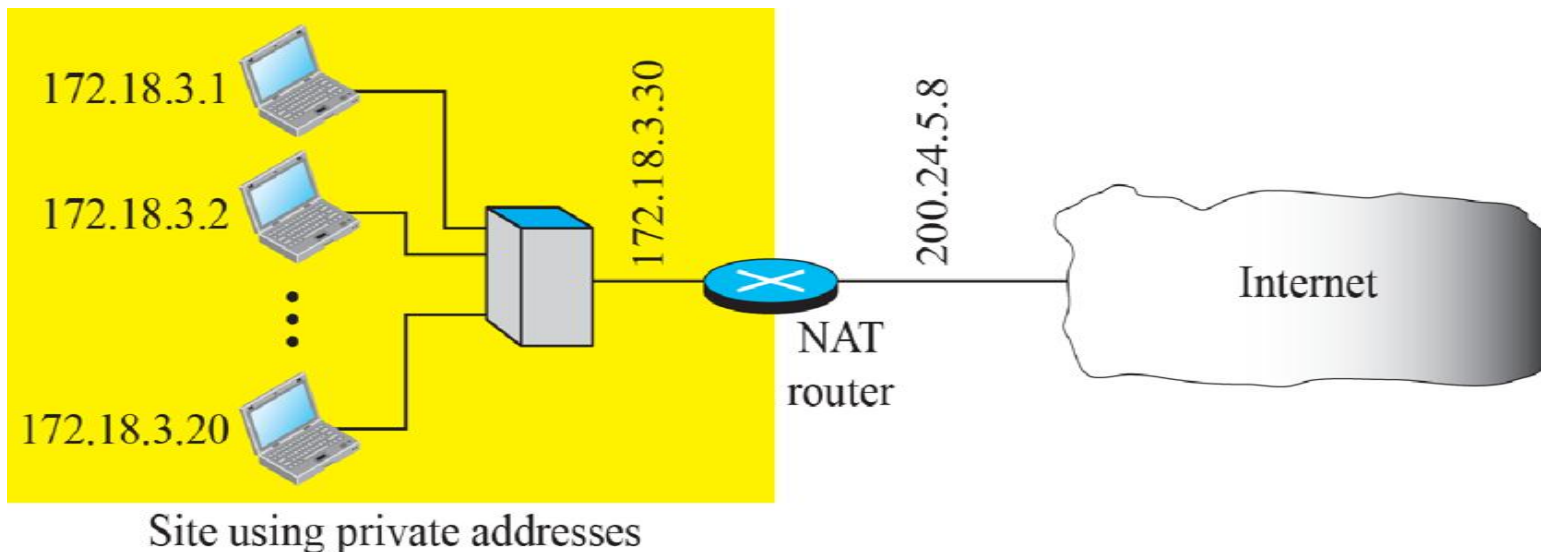 172.18.3.1
172.18.3.2
172.18.3.20
172.18.3.30
200.24.5.8
NAT
router
Internet
Site using private addresses